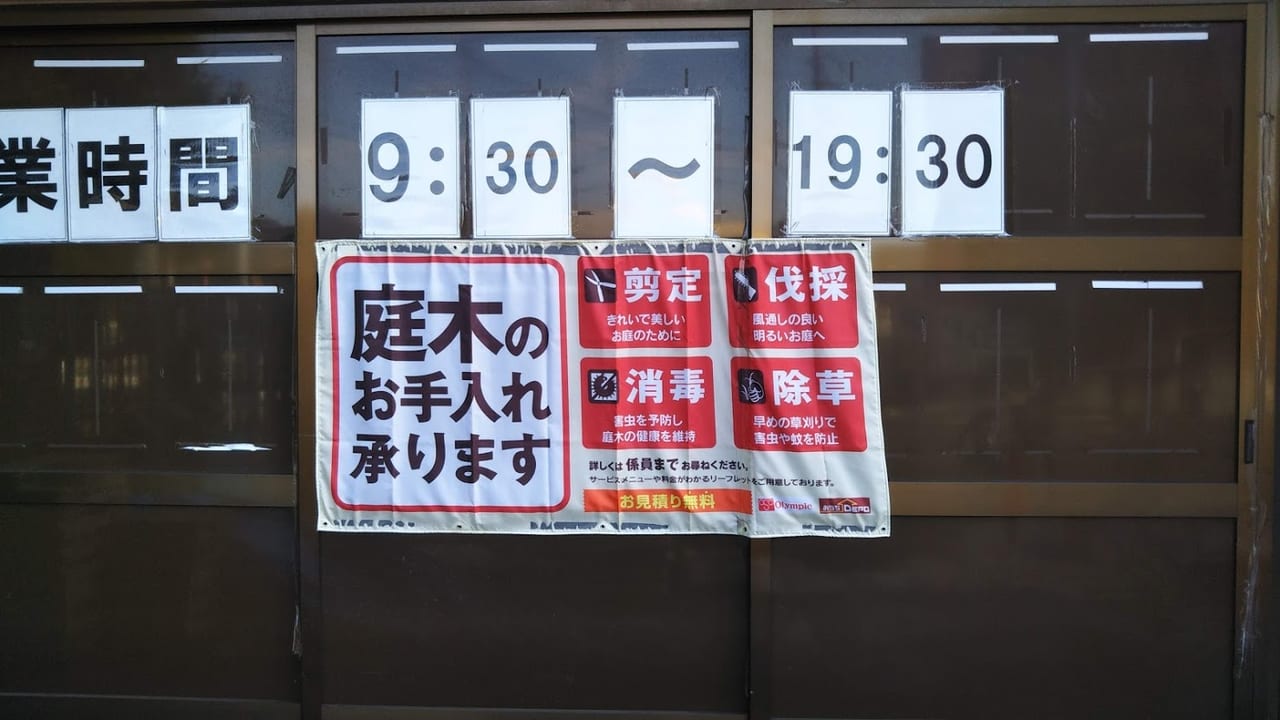 業時間 9:30～19:30
庭木の
お手入れ
承ります
剪定
きれいで美しい
お庭のために
伐採
風通しの良い
明るいお庭へ
消毒
害虫を予防し
庭木の健康を維持
除草
早めの草刈りで
害虫や蚊を防止
詳しくは係員までお尋ねください。
サービスメニューや料金がわかるリーフレットをご用意しております。
お見積り無料
Olympic
DEPO